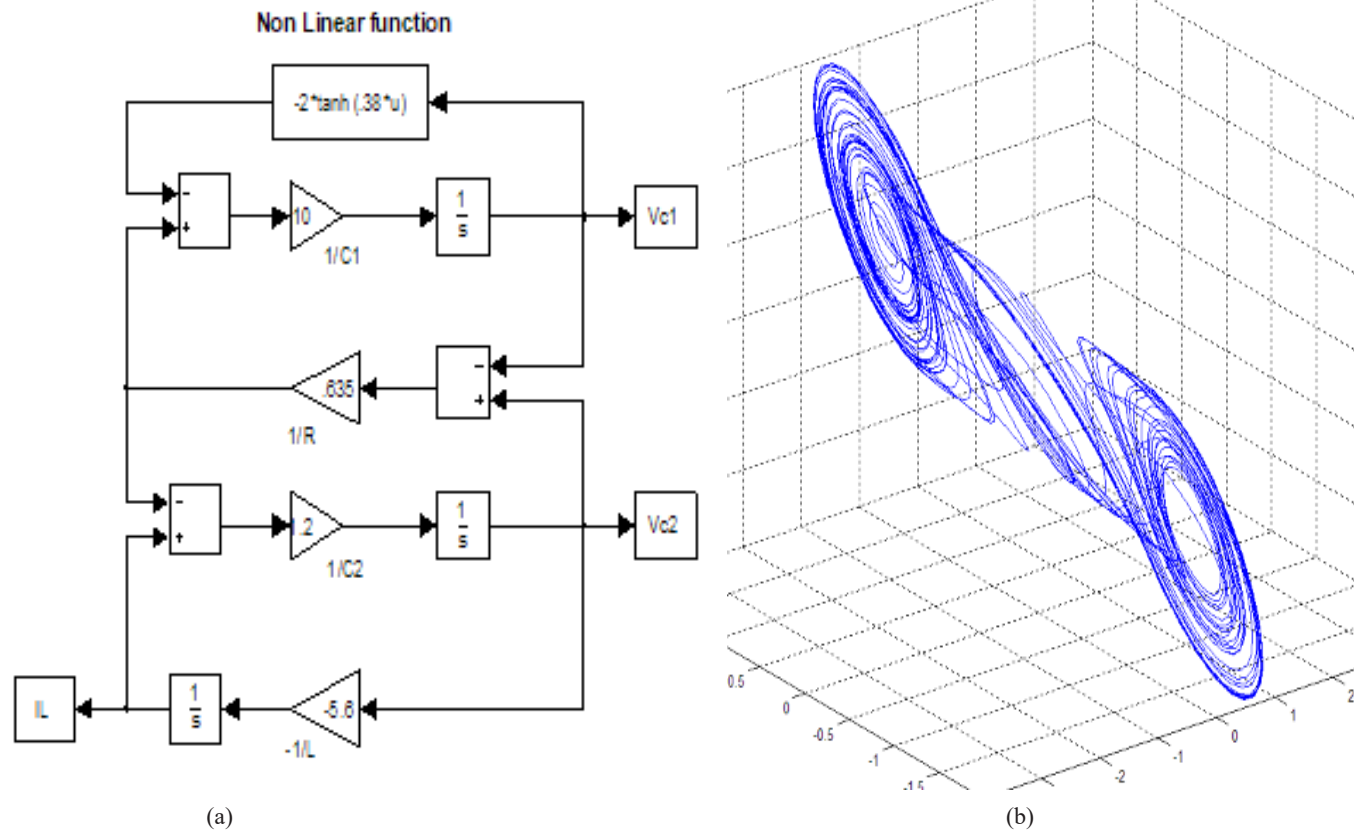 Non Linear function
-2*tanh (.38*u)
-
+
10
1/C1
1
s
Vc1
-
+
.635
1/R
-
+
1.2
1/C2
1
s
Vc2
IL
1
s
-5.6
-1/L
0.5
0
-0.5
-1
-1.5
-2
-1
0
1
2
(a)
(b)